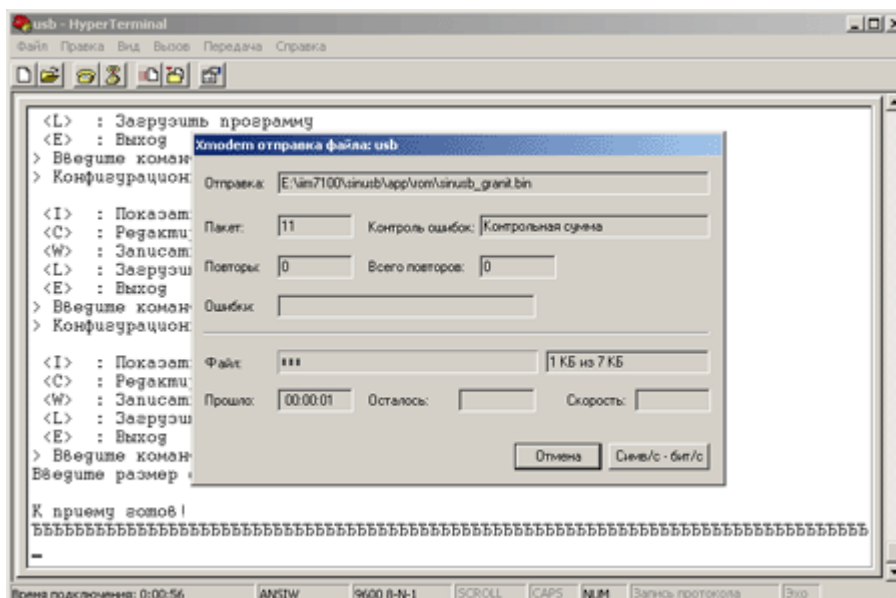 usb - HyperTerminal
Файл Правка Вид Вызов Передача Справка
<L> : Загрузить программу
<E> : Выход
> Введите коман
> Конфигурацион
<I> : Показат
<C> : Редакти
<W> : Записат
<L> : Загрузи
<E> : Выход
> Введите коман
> Конфигурацион
<I> : Показат
<C> : Редакти
<W> : Записат
<L> : Загрузи
<E> : Выход
> Введите коман
Введите размер
К приему готов!
ЪЪЪЪЪЪЪЪЪЪЪЪЪЪЪЪЪЪЪЪЪЪЪЪЪЪЪЪЪЪЪЪЪЪЪЪЪЪЪЪЪЪЪЪЪЪЪЪЪЪЪЪЪЪЪЪЪЪЪЪЪЪЪЪЪЪЪЪЪЪЪЪЪЪЪЪЪЪЪЪ
Xmodem отправка файла: usb
Отправка: E:\iim7100\sinusb\app\rom\sinusb_granit.bin
Пакет: 11 Контроль ошибок: Контрольная сумма
Повторы: 0 Всего повторов: 0
Ошибки:
Файл: 1 КБ из 7 КБ
Прошло: 00:00:01 Осталось: Скорость:
Отмена Симв/с - бит/с
Время подключения: 0:00:56 ANSIW 9600 8-N-1 SCROLL CAPS NUM Запись протокола Эхо